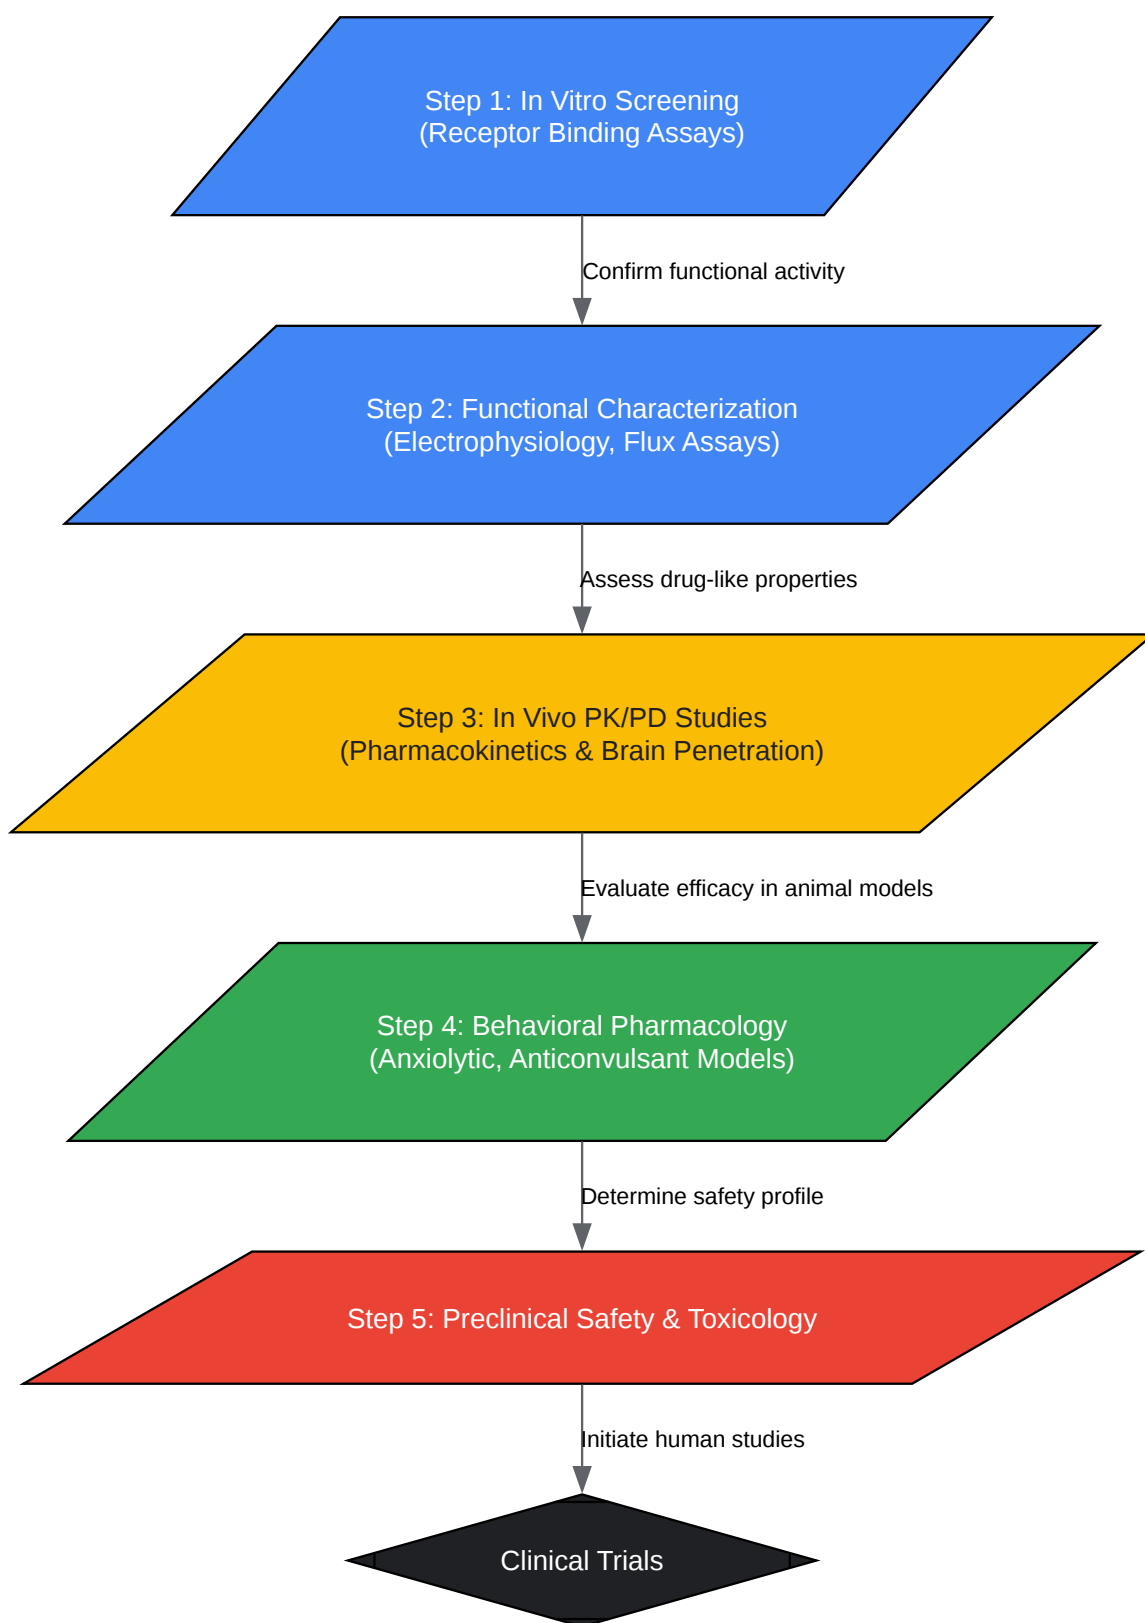 Step 1: In Vitro Screening
(Receptor Binding Assays)
Confirm functional activity
Step 2: Functional Characterization
(Electrophysiology, Flux Assays)
Assess drug-like properties
Step 3: In Vivo PK/PD Studies
(Pharmacokinetics & Brain Penetration)
Evaluate efficacy in animal models
Step 4: Behavioral Pharmacology
(Anxiolytic, Anticonvulsant Models)
Determine safety profile
Step 5: Preclinical Safety & Toxicology
Initiate human studies
Clinical Trials